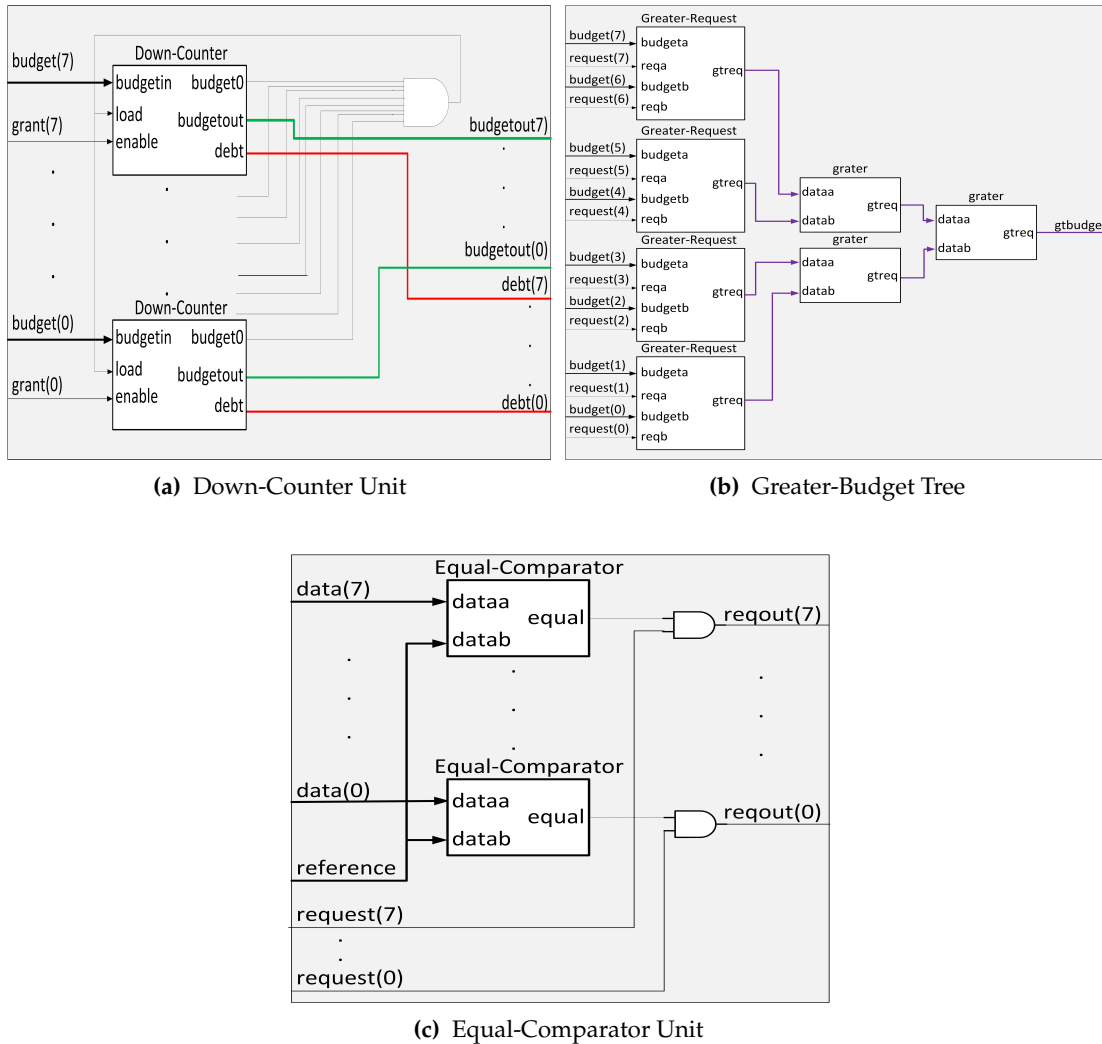 Down-Counter
budget(7)
budgetin
budget0
load
budgetout
grant(7)
enable
debt
budgetout7)
budgetout(0)
debt(7)
Down-Counter
budget(0)
budgetin
budget0
load
budgetout
grant(0)
enable
debt
debt(0)
(a) Down-Counter Unit
Greater-Request
budget(7)
budgeta
request(7)
reqa
gtreq
budget(6)
budgetb
request(6)
reqb
Greater-Request
budget(5)
budgeta
request(5)
reqa
gtreq
budget(4)
budgetb
request(4)
reqb
Greater-Request
budget(3)
budgeta
request(3)
reqa
gtreq
budget(2)
budgetb
request(2)
reqb
Greater-Request
budget(1)
budgeta
request(1)
reqa
gtreq
budget(0)
budgetb
request(0)
reqb
grater
dataa
gtreq
datab
grater
dataa
gtreq
datab
grater
dataa
gtreq
datab
gtbudge
(b) Greater-Budget Tree
Equal-Comparator
data(7)
dataa
equal
datab
reqout(7)
Equal-Comparator
data(0)
dataa
equal
datab
reqout(0)
reference
request(7)
request(0)
(c) Equal-Comparator Unit